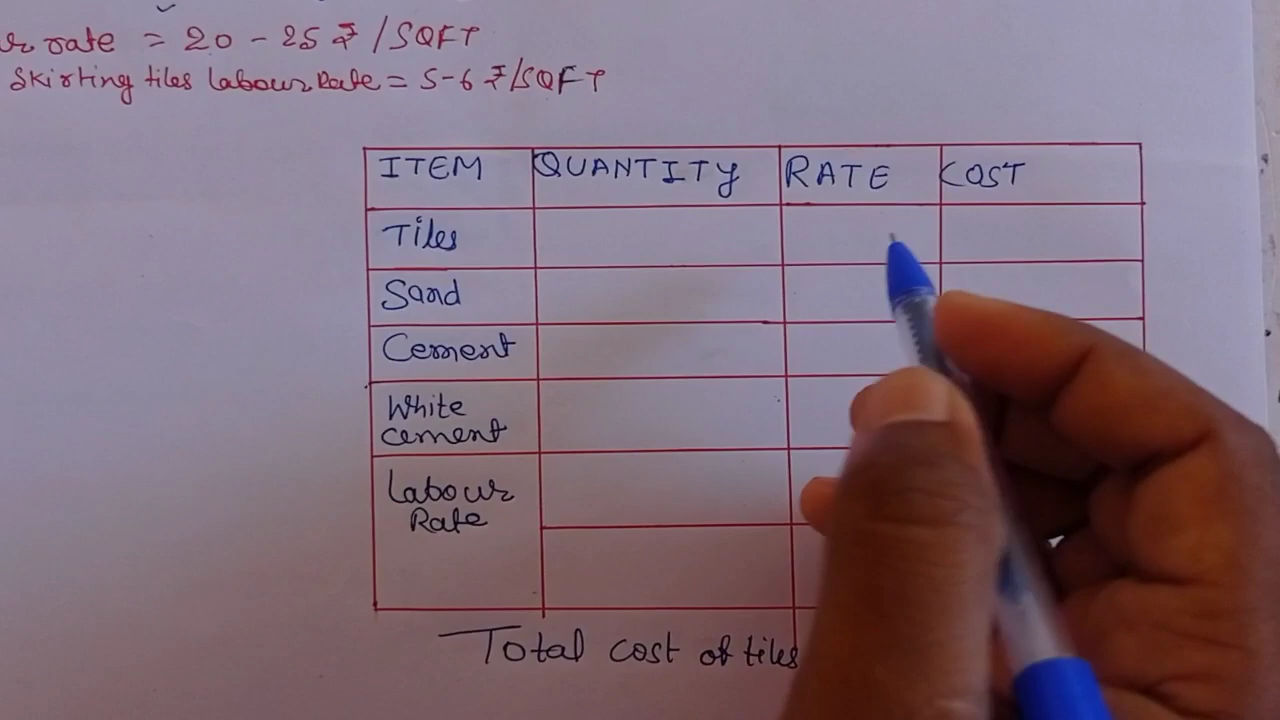 ur rate = 20 - 25 ₹ /SQFT
Skirting tiles labour Rate = 5-6 ₹/SQFT
ITEM QUANTITY RATE COST
Tiles
Sand
Cement
White cement
Labour Rate
Total cost of tiles